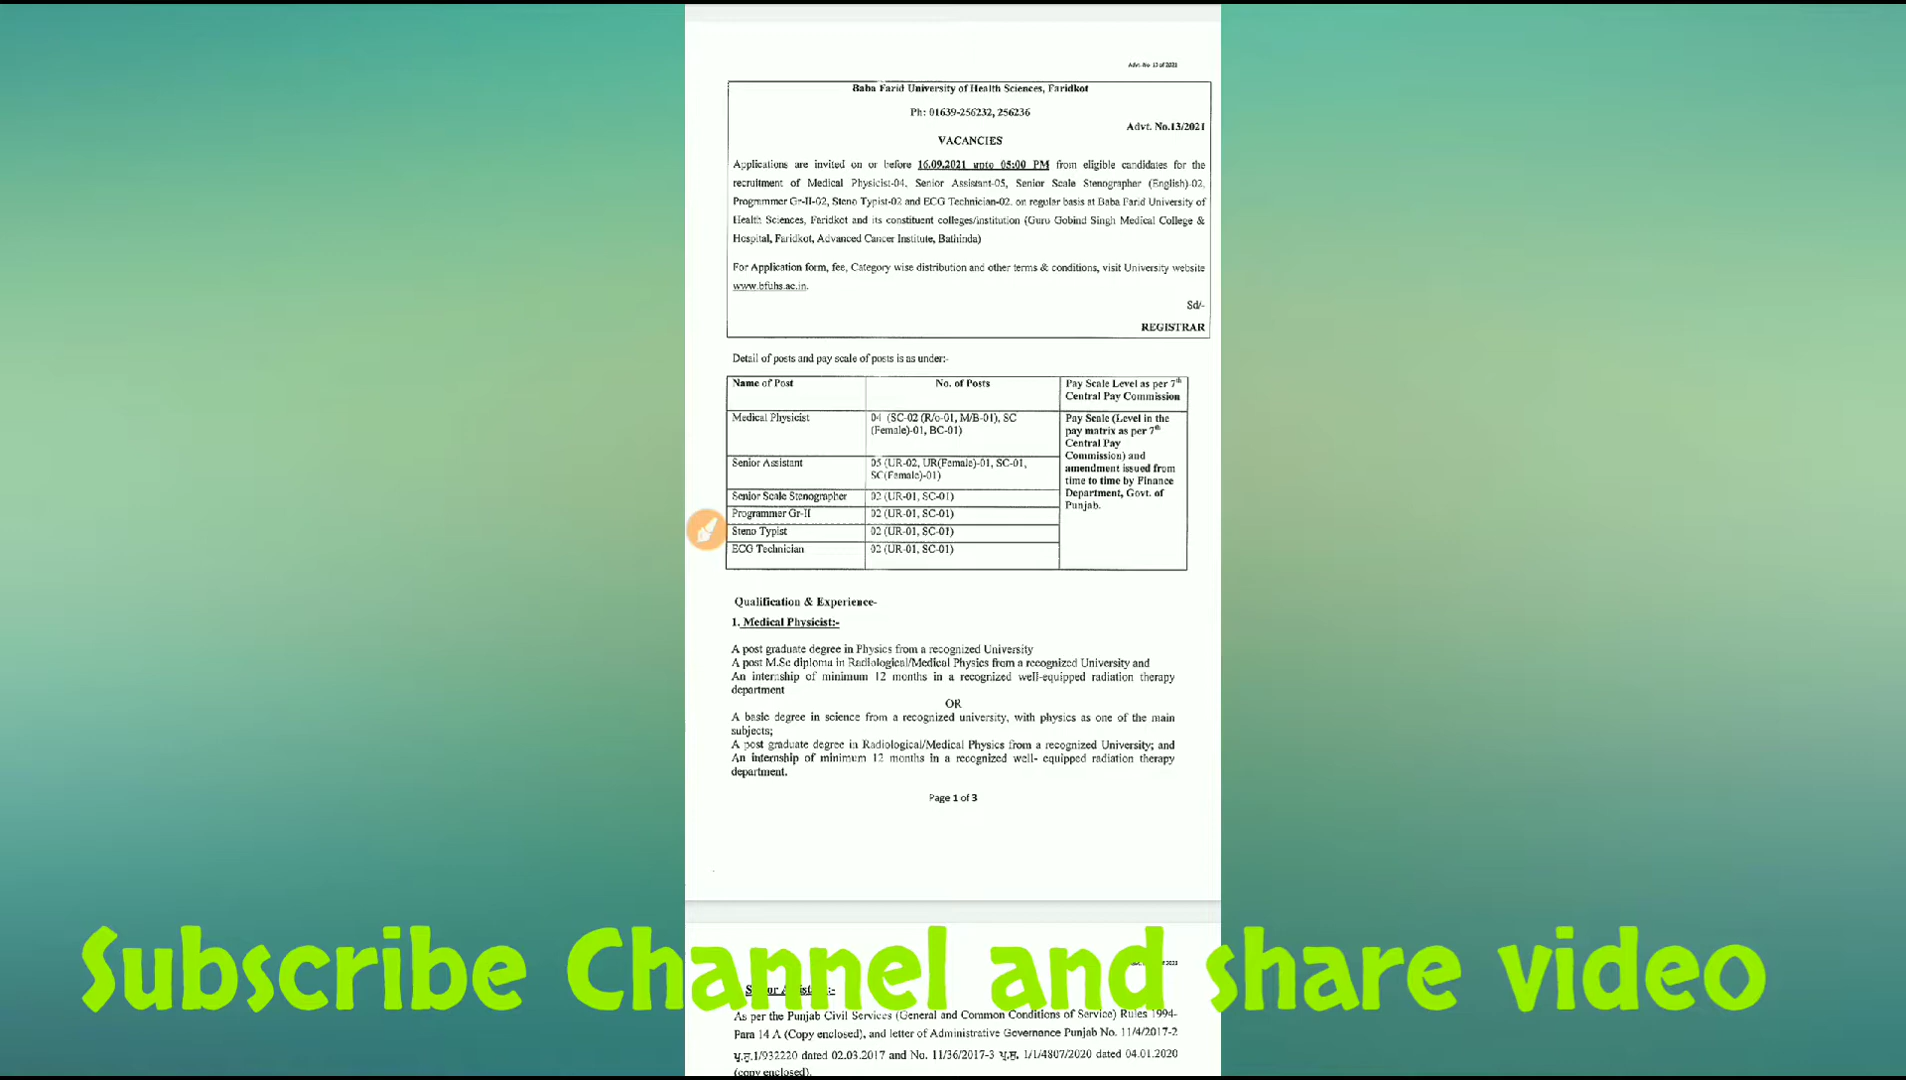 Advt. No. 13 of 2021
Baba Farid University of Health Sciences, Faridkot
Ph: 01639-256232, 256236
Advt. No.13/2021
VACANCIES
Applications are invited on or before 16.09.2021 upto 05:00 PM from eligible candidates for the
recruitment of Medical Physicist-04, Senior Assistant-05, Senior Scale Stenographer (English)-02,
Programmer Gr-II-02, Steno Typist-02 and ECG Technician-02. on regular basis at Baba Farid University of
Health Sciences, Faridkot and its constituent colleges/institution (Guru Gobind Singh Medical College &
Hospital, Faridkot, Advanced Cancer Institute, Bathinda)
For Application form, fee, Category wise distribution and other terms & conditions, visit University website
www.bfuhs.ac.in.
Sd/-
REGISTRAR
Detail of posts and pay scale of posts is as under:-
Name of Post No. of Posts Pay Scale Level as per 7th
Central Pay Commission
Medical Physicist 04 (SC-02 (R/o-01, M/B-01), SC
(Female)-01, BC-01)
Pay Scale (Level in the
pay matrix as per 7th
Central Pay
Commission) and
amendment issued from
time to time by Finance
Department, Govt. of
Punjab.
Senior Assistant 05 (UR-02, UR(Female)-01, SC-01,
SC(Female)-01)
Senior Scale Stenographer 02 (UR-01, SC-01)
Programmer Gr-II 02 (UR-01, SC-01)
Steno Typist 02 (UR-01, SC-01)
ECG Technician 02 (UR-01, SC-01)
Qualification & Experience-
1. Medical Physicist:-
A post graduate degree in Physics from a recognized University
A post M.Sc diploma in Radiological/Medical Physics from a recognized University and
An internship of minimum 12 months in a recognized well-equipped radiation therapy
department
OR
A basic degree in science from a recognized university, with physics as one of the main
subjects;
A post graduate degree in Radiological/Medical Physics from a recognized University; and
An internship of minimum 12 months in a recognized well- equipped radiation therapy
department.
Page 1 of 3
Subscribe Channel and share video
As per the Punjab Civil Services (General and Common Conditions of Service) Rules 1994-
Para 14 A (Copy enclosed), and letter of Administrative Governance Punjab No. 11/4/2017-2
ਪ੍ਰ.ਸੁ.1/932220 dated 02.03.2017 and No. 11/36/2017-3 ਪ੍ਰ.ਸੁ. 1/1/4807/2020 dated 04.01.2020
(copy enclosed).